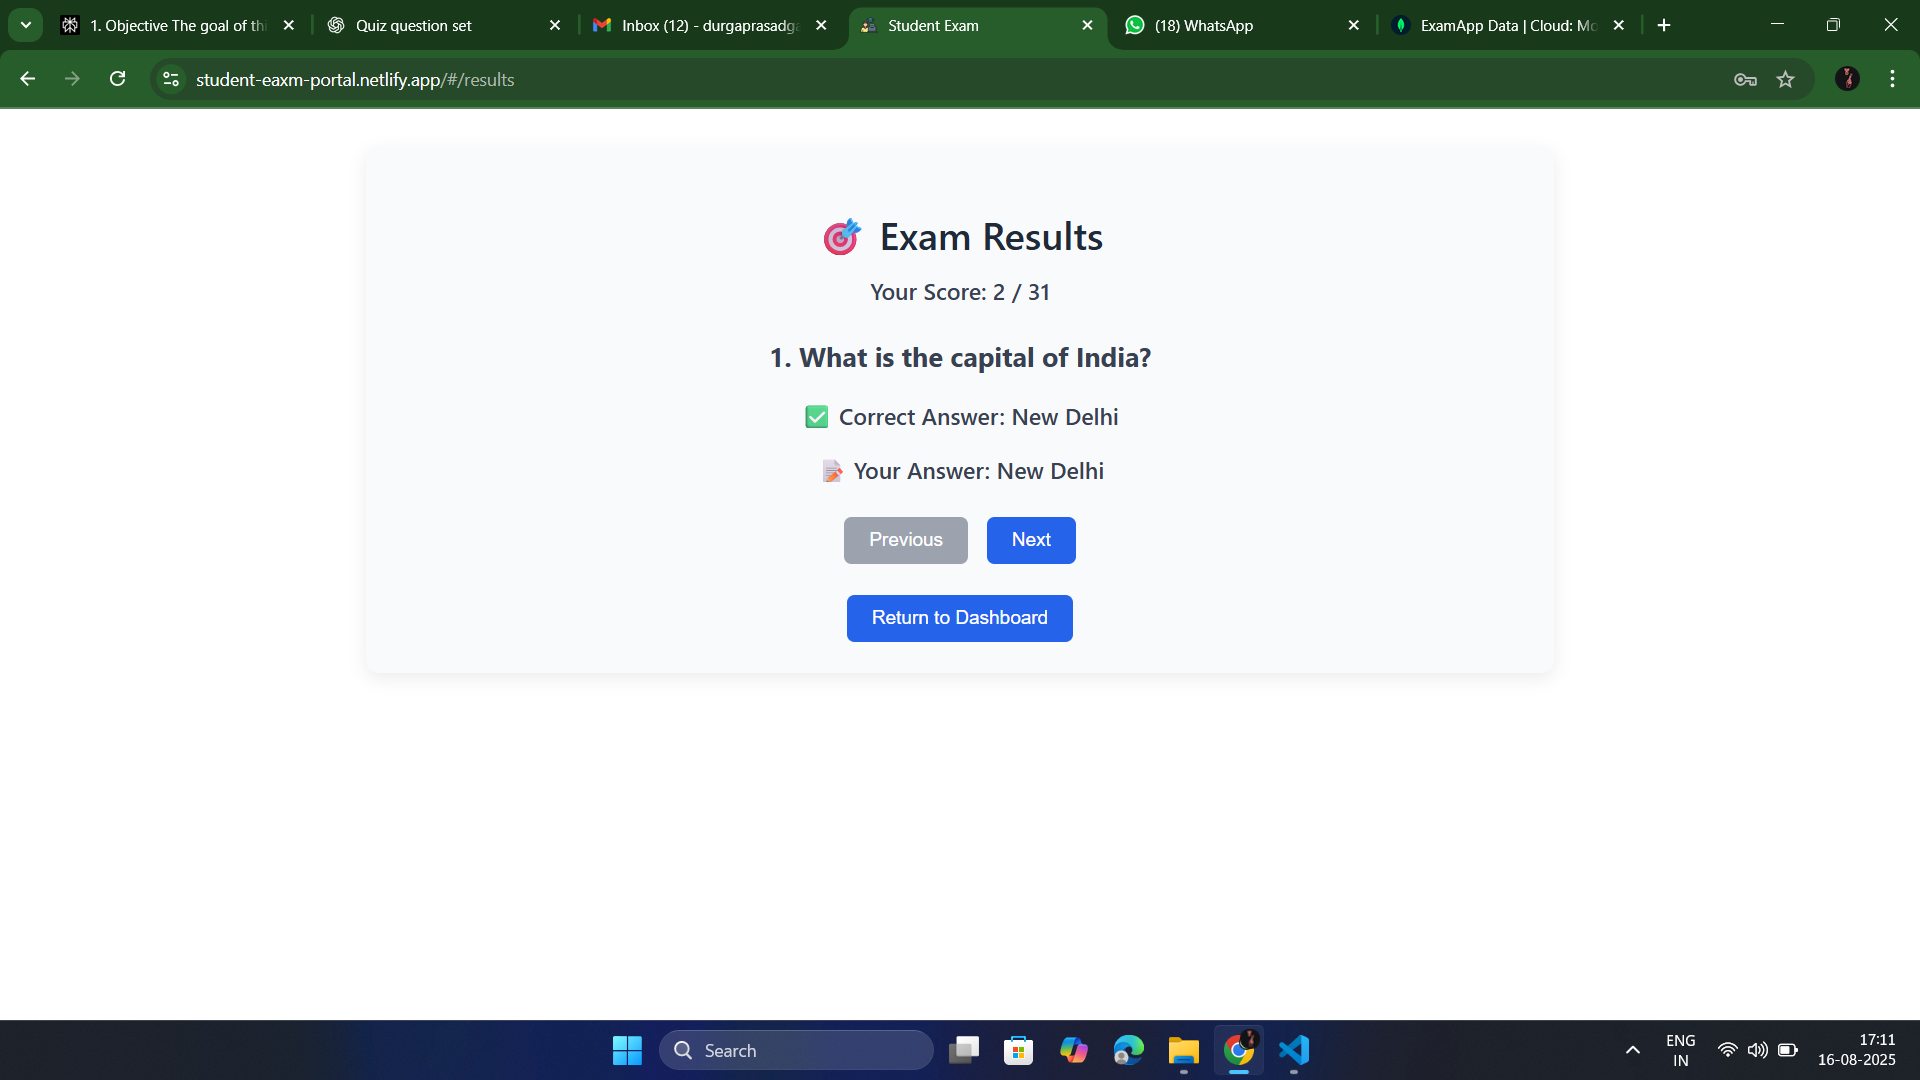 1. Objective The goal of thi
Quiz question set
Inbox (12) - durgaprasadga
Student Exam
(18) WhatsApp
ExamApp Data | Cloud: Mo
student-eaxm-portal.netlify.app/#/results
Exam Results
Your Score: 2 / 31
1. What is the capital of India?
Correct Answer: New Delhi
Your Answer: New Delhi
Previous
Next
Return to Dashboard
Search
ENG
IN
17:11
16-08-2025